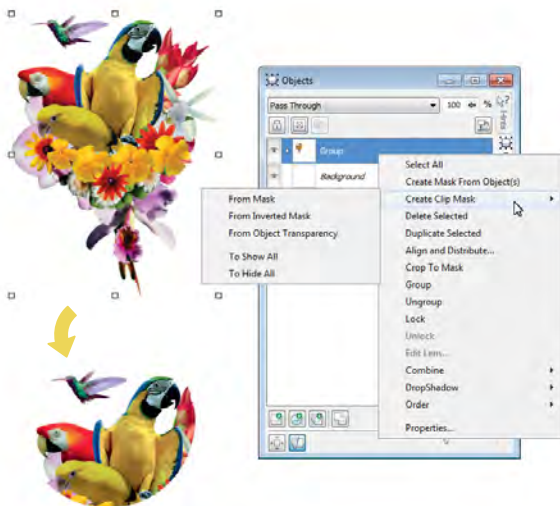 Objects
Pass Through
100
%
Hints
Group
Background
Select All
Create Mask From Object(s)
Create Clip Mask
Delete Selected
Duplicate Selected
Align and Distribute...
Crop To Mask
Group
Ungroup
Lock
Unlock
Edit Lens...
Combine
DropShadow
Order
Properties...
From Mask
From Inverted Mask
From Object Transparency
To Show All
To Hide All